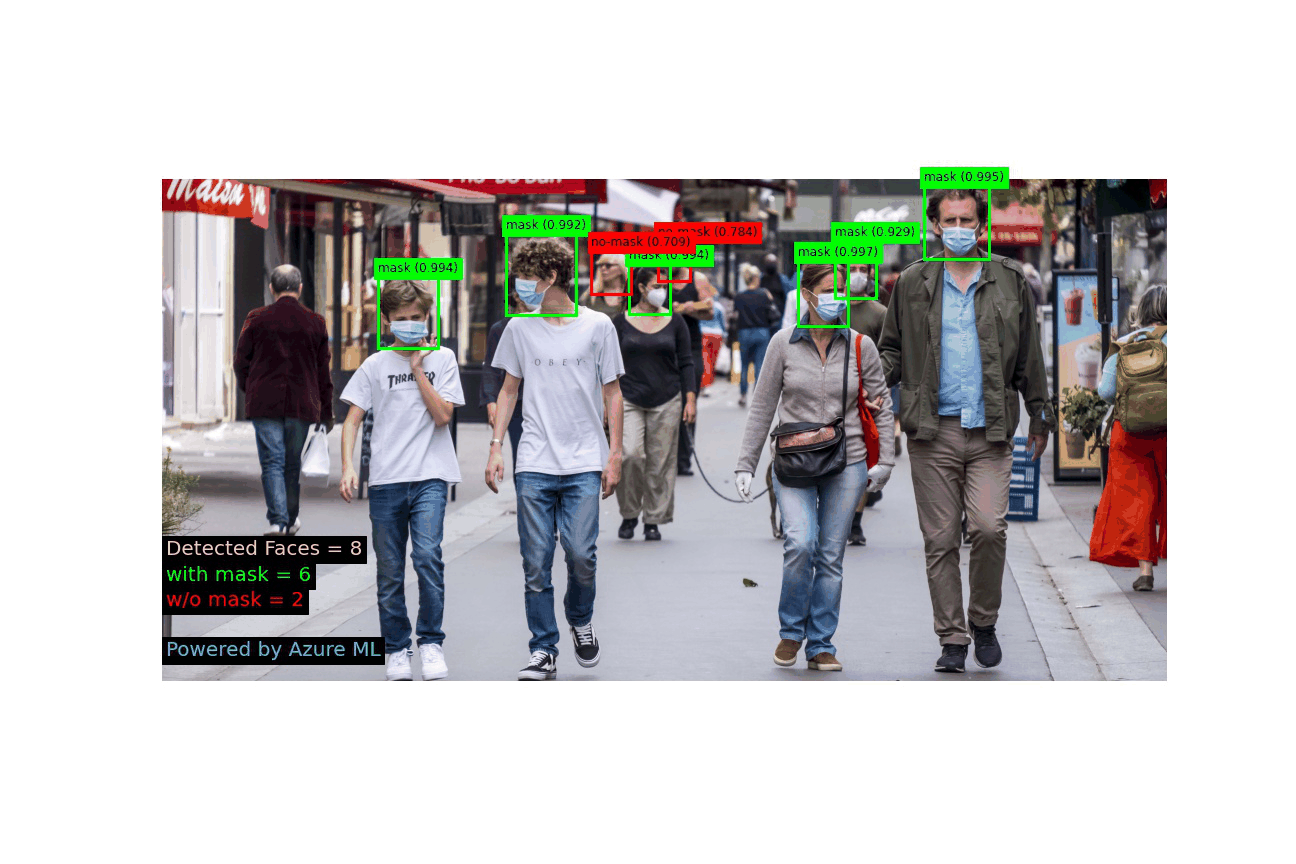 mask (0.995)
mask (0.992)
no-mask (0.784)
mask (0.929)
no-mask (0.709)
mask (0.994)
mask (0.997)
mask (0.994)
OBEY
Detected Faces = 8
with mask = 6
w/o mask = 2
Powered by Azure ML